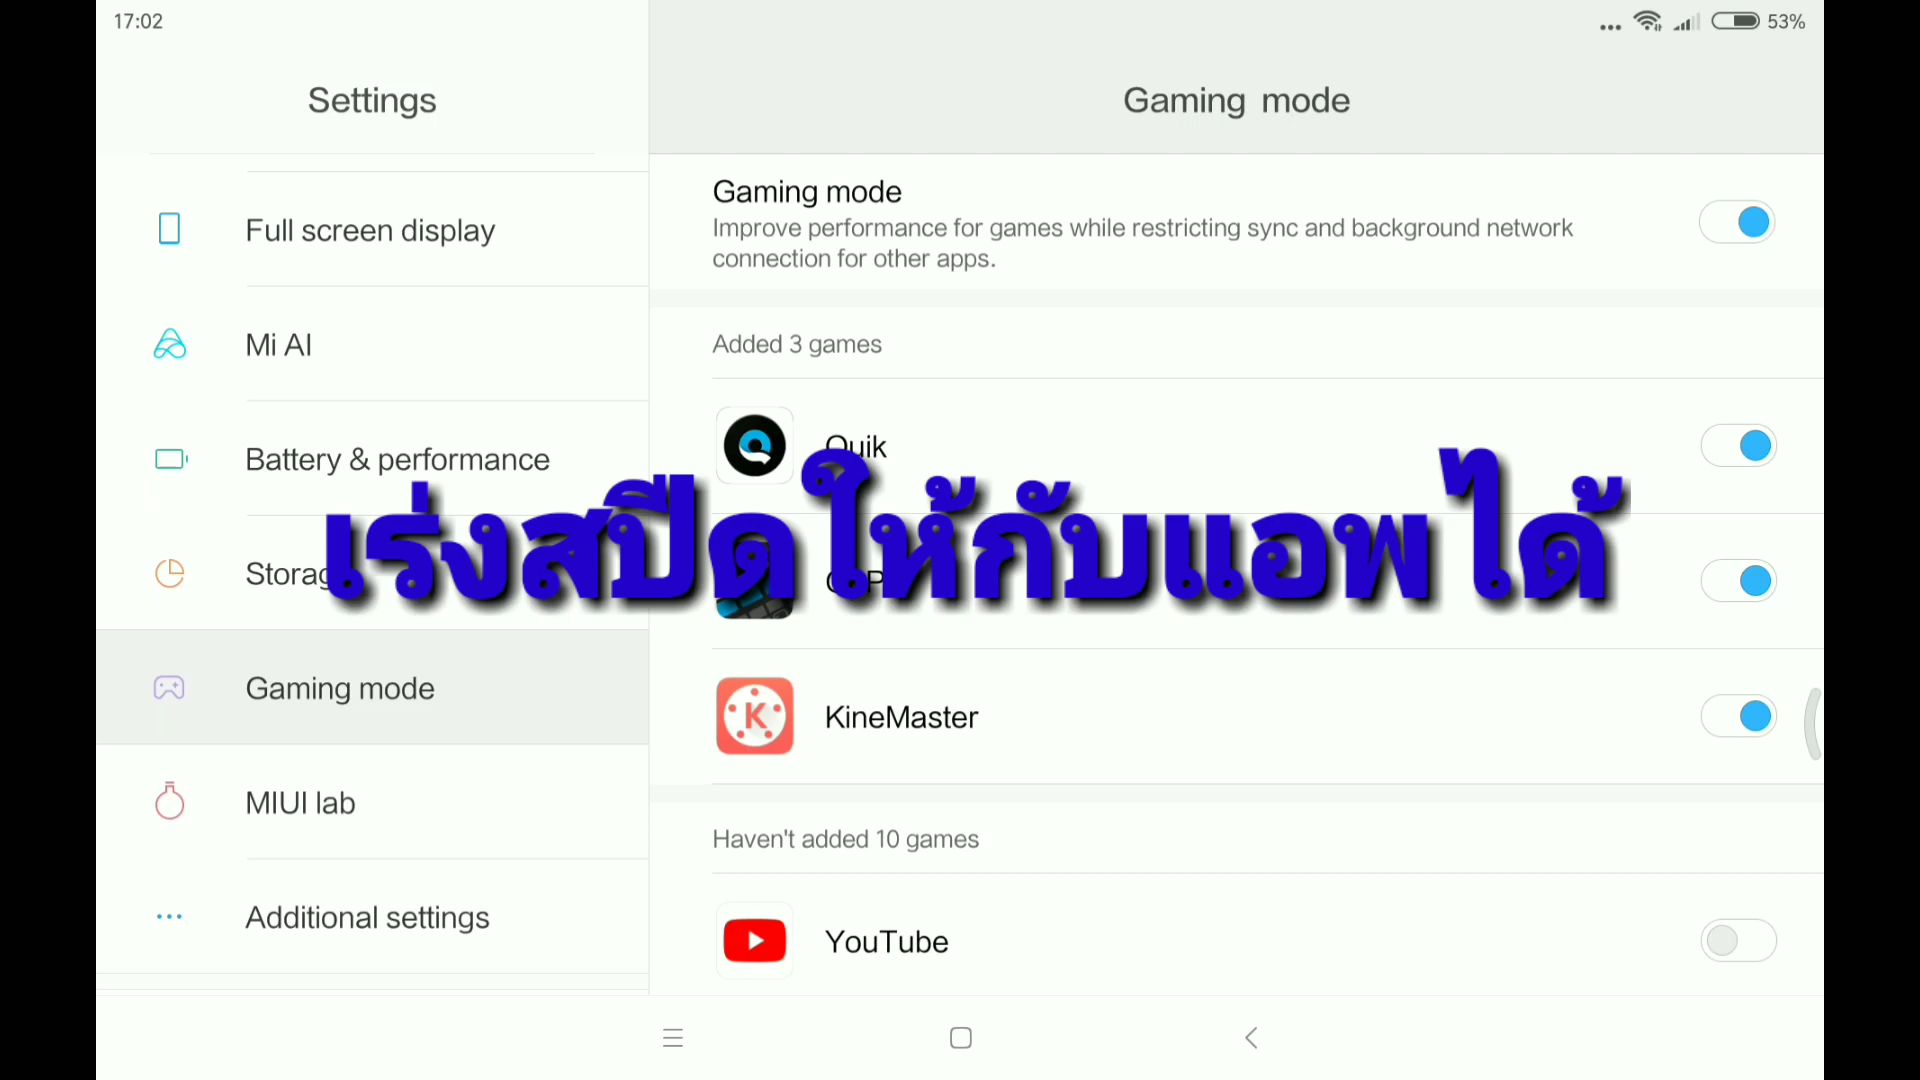 17:02
53%
Settings
Gaming mode
Full screen display
Mi AI
Battery & performance
Gaming mode
MIUI lab
Additional settings
Gaming mode
Improve performance for games while restricting sync and background network
connection for other apps.
Added 3 games
Quik
เร่งสปีดให้กับแอพได้
KineMaster
Haven't added 10 games
YouTube